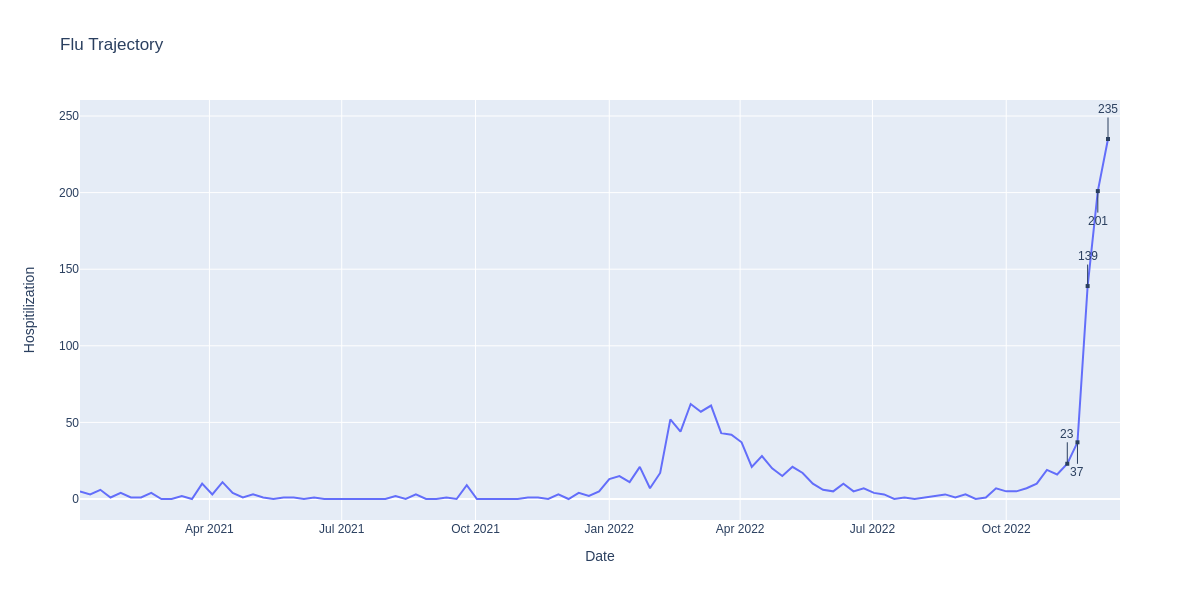 Flu Trajectory
250
200
150
100
50
0
Hospitilization
235
201
139
23
37
Apr 2021
Jul 2021
Oct 2021
Jan 2022
Apr 2022
Jul 2022
Oct 2022
Date